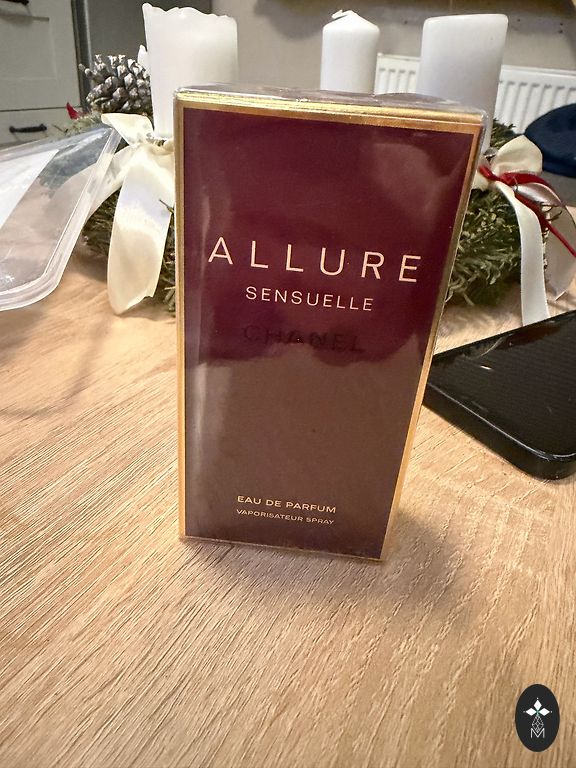 ALLURE
SENSUELLE
CHANEL
EAU DE PARFUM
VAPORISATEUR SPRAY
M